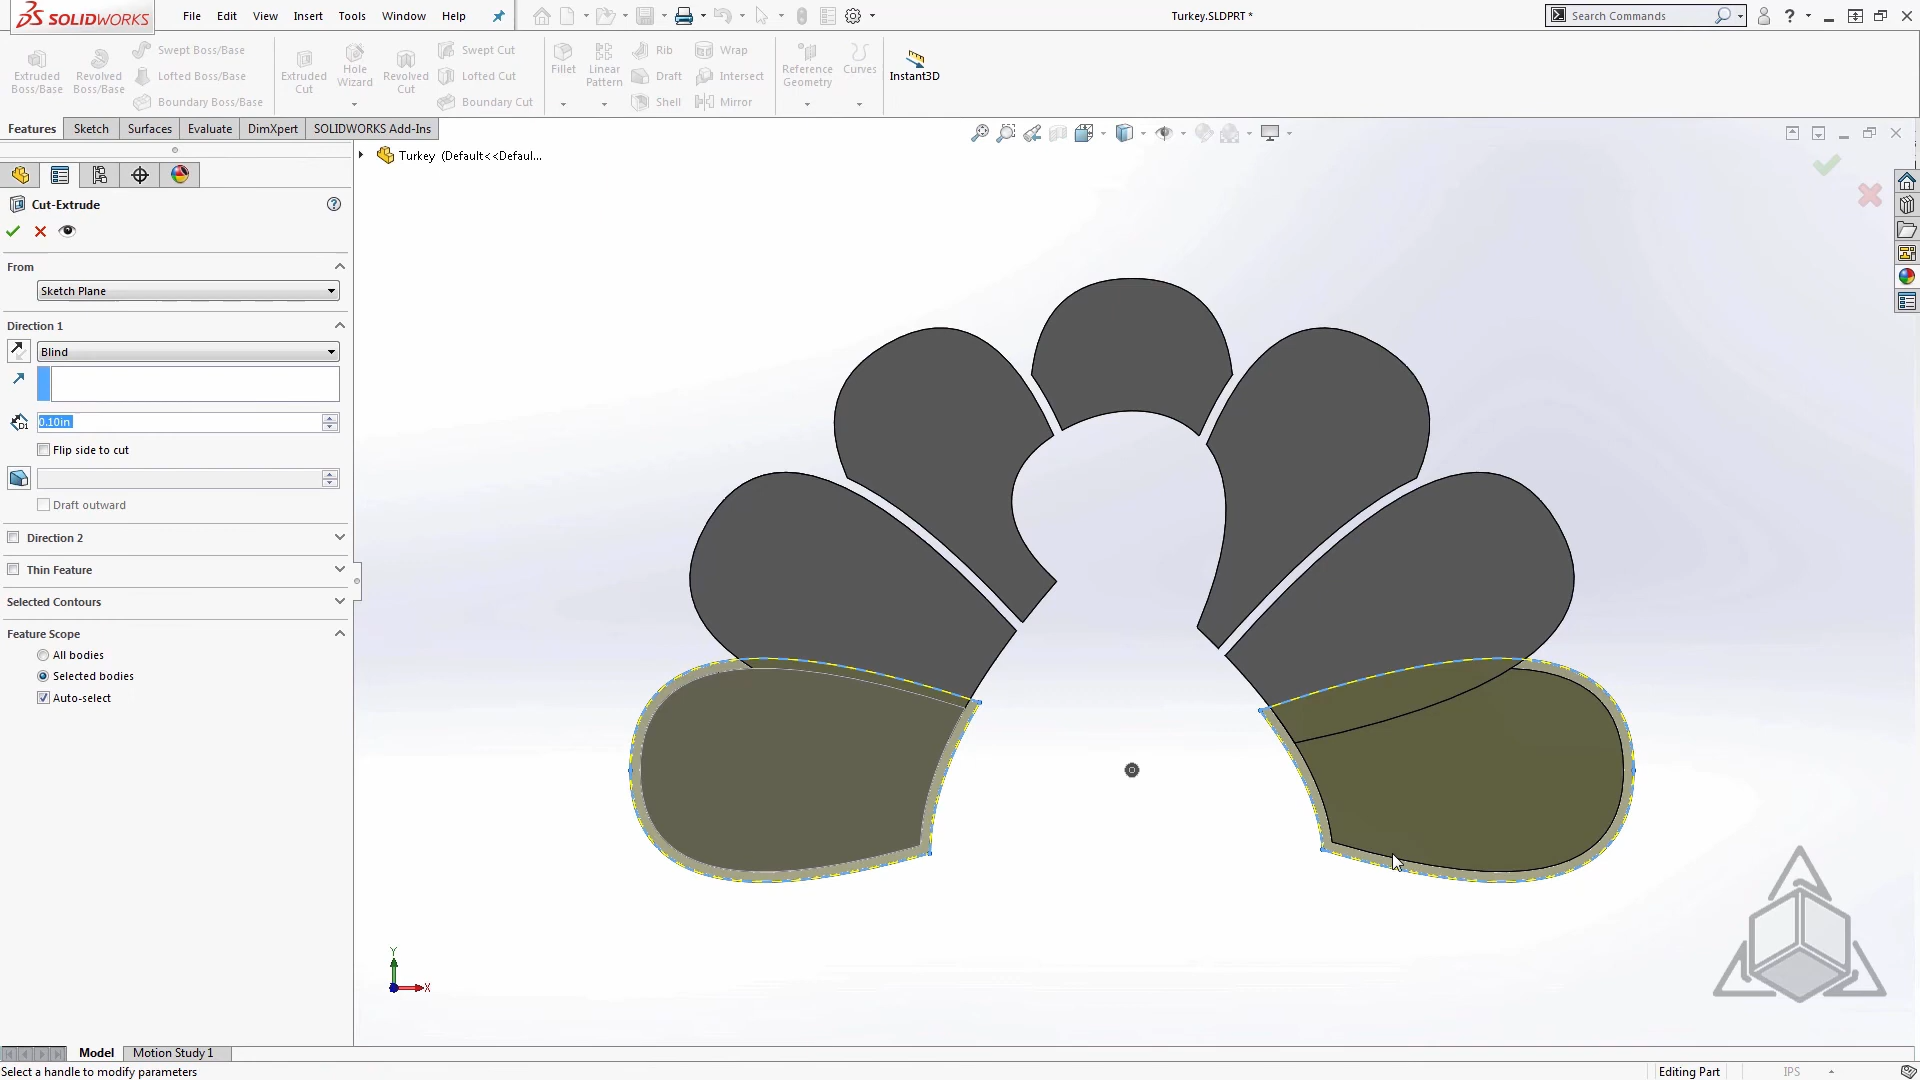 SOLIDWORKS
File Edit View Insert Tools Window Help
Turkey.SLDPRT *
Search Commands
Extruded Boss/Base
Revolved Boss/Base
Swept Boss/Base
Lofted Boss/Base
Boundary Boss/Base
Extruded Cut
Hole Wizard
Revolved Cut
Swept Cut
Lofted Cut
Boundary Cut
Fillet
Linear Pattern
Rib
Draft
Shell
Wrap
Intersect
Mirror
Reference Geometry
Curves
Instant3D
Features Sketch Surfaces Evaluate DimXpert SOLIDWORKS Add-Ins
Turkey (Default<<Defaul...
Cut-Extrude
From
Sketch Plane
Direction 1
Blind
D1
0.10in
Flip side to cut
Draft outward
Direction 2
Thin Feature
Selected Contours
Feature Scope
All bodies
Selected bodies
Auto-select
Y
X
Model Motion Study 1
Select a handle to modify parameters
Editing Part
IPS